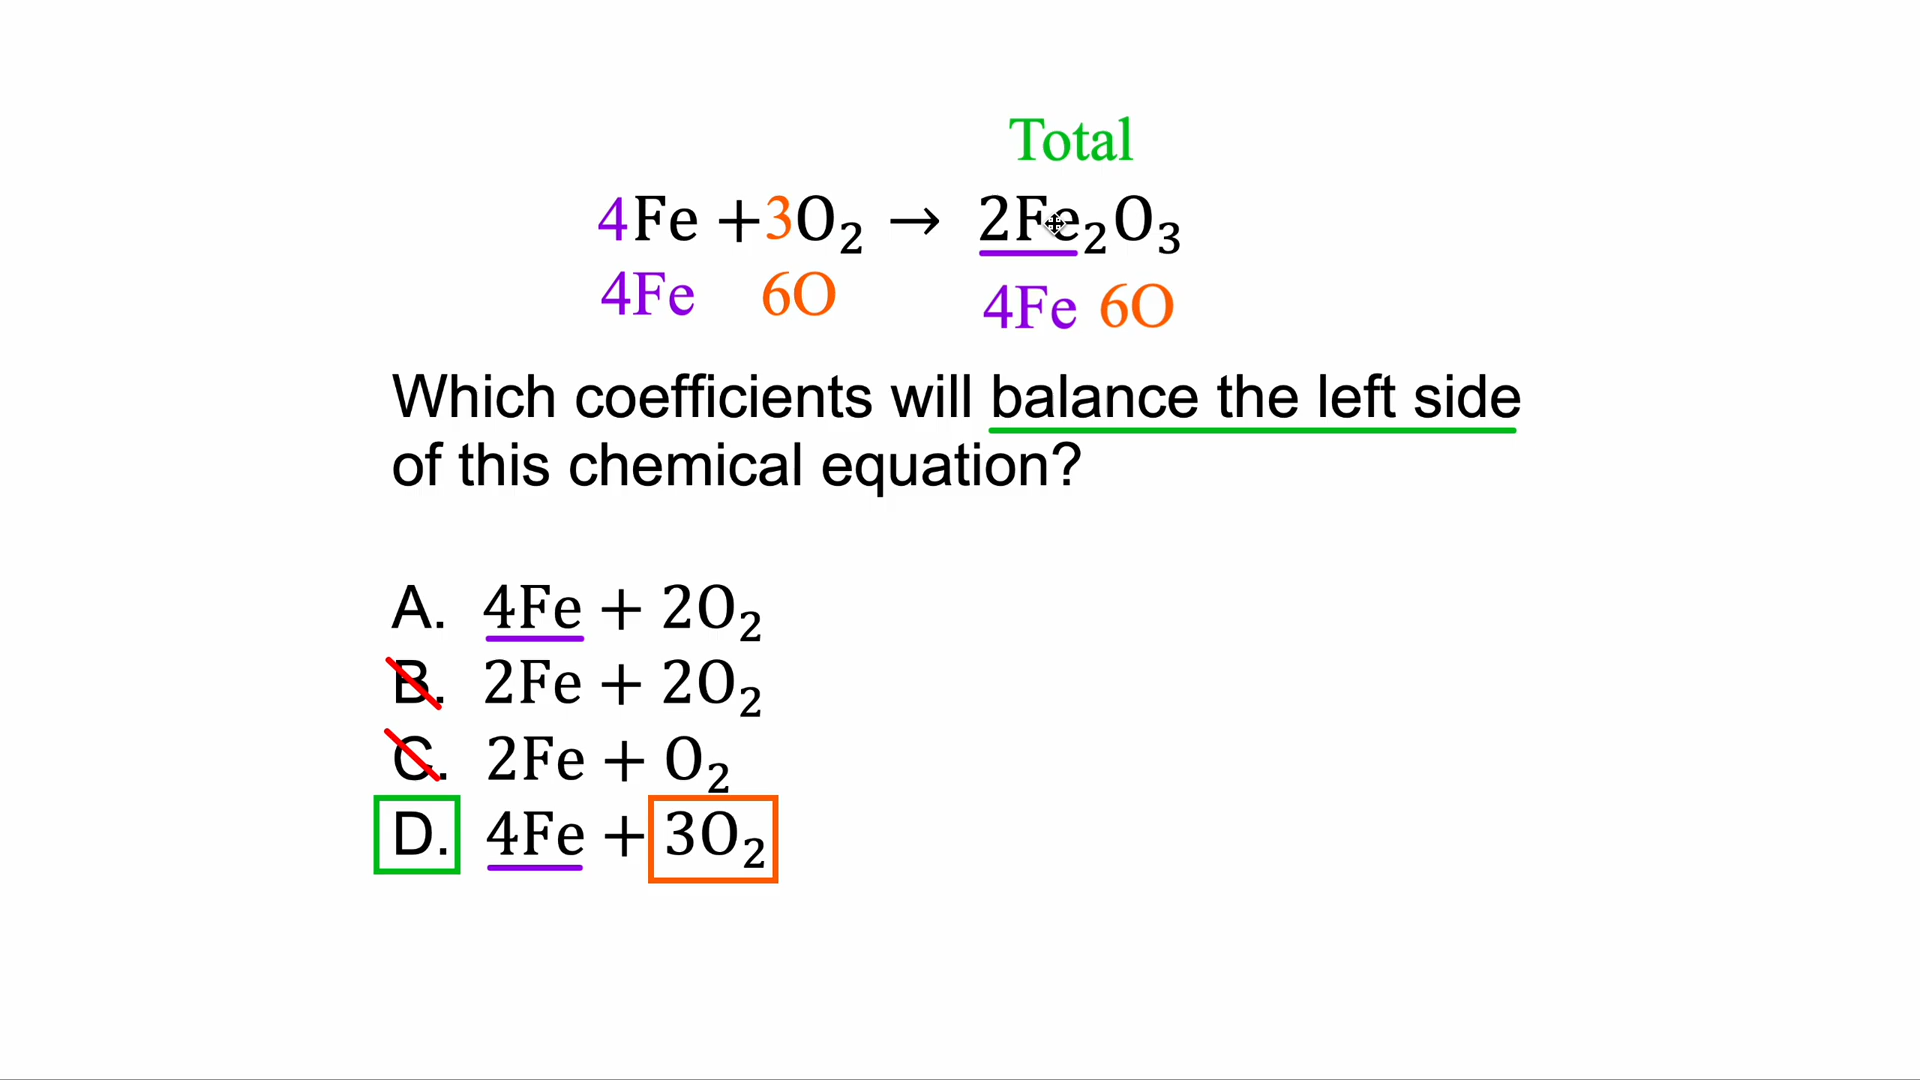 Total
4Fe +3O₂ → 2Fe₂O₃
4Fe 6O 4Fe 6O
Which coefficients will balance the left side
of this chemical equation?
A. 4Fe + 2O₂
B. 2Fe + 2O₂
C. 2Fe + O₂
D. 4Fe + 3O₂